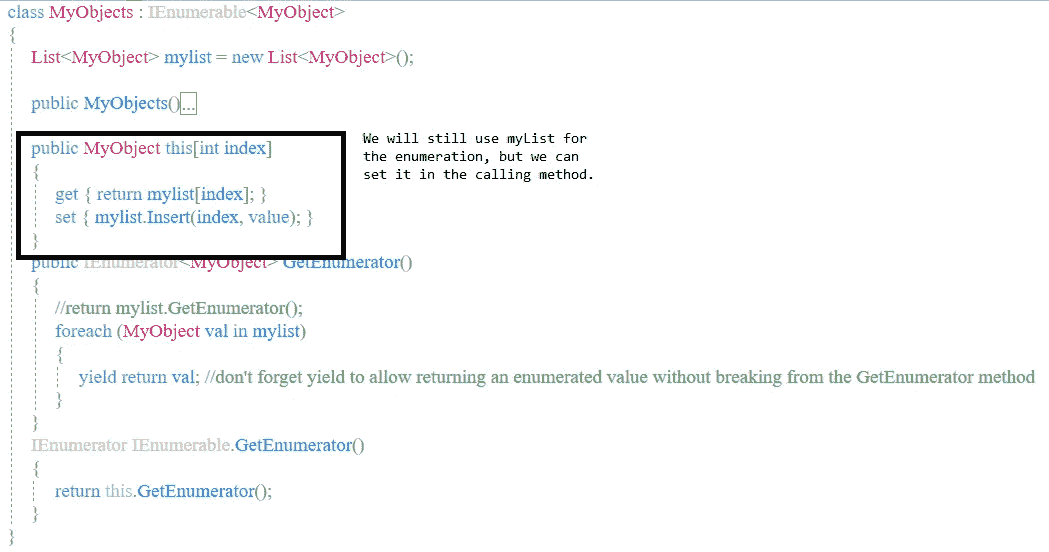 class MyObjects : IEnumerable<MyObject>
{
List<MyObject> mylist = new List<MyObject>();
public MyObjects()...
public MyObject this[int index]
{
get { return mylist[index]; }
set { mylist.Insert(index, value); }
}
We will still use myList for
the enumeration, but we can
set it in the calling method.
public IEnumerator<MyObject> GetEnumerator()
{
//return mylist.GetEnumerator();
foreach (MyObject val in mylist)
{
yield return val; //don't forget yield to allow returning an enumerated value without breaking from the GetEnumerator method
}
}
IEnumerator IEnumerable.GetEnumerator()
{
return this.GetEnumerator();
}
}